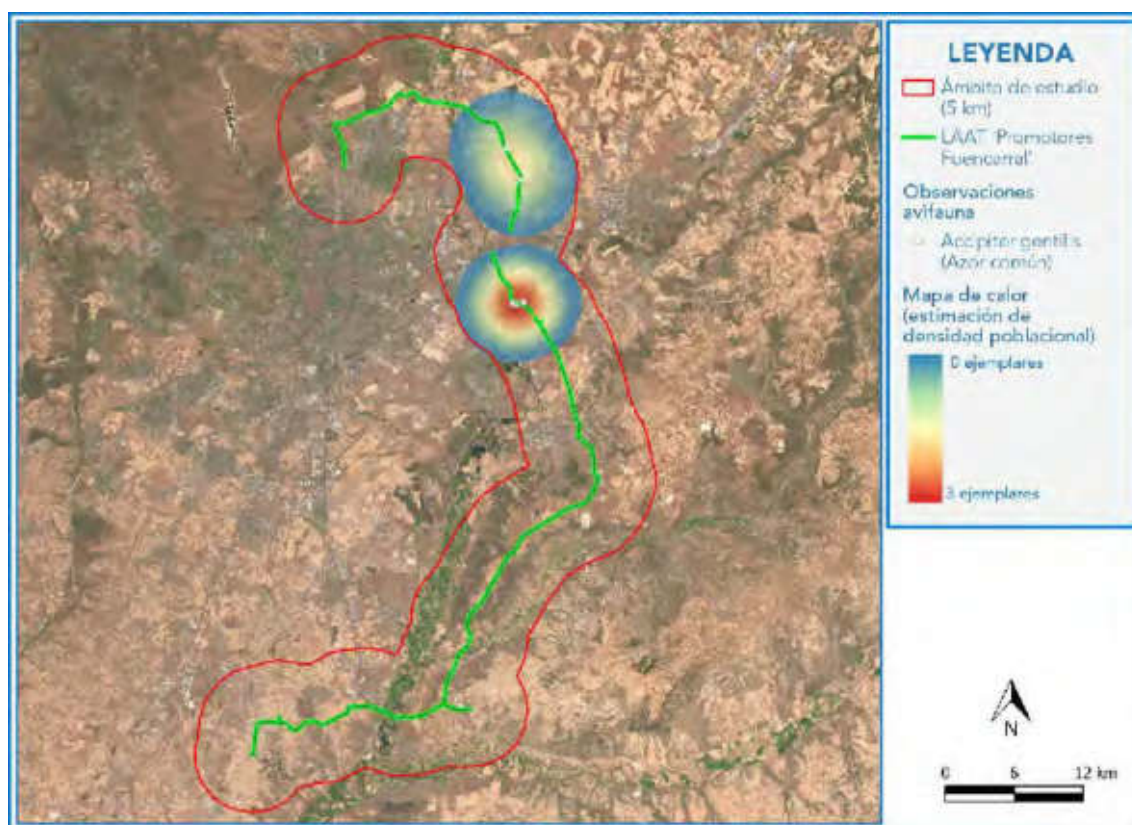 LEYENDA
Ámbito de estudio
(5 km)
LAAT 'Promotores
Fuencarral'
Observaciones
avifauna
Accipiter gentilis
(Azor común)
Mapa de calor
(estimación de
densidad poblacional)
0 ejemplares
3 ejemplares
N
0 6 12 km